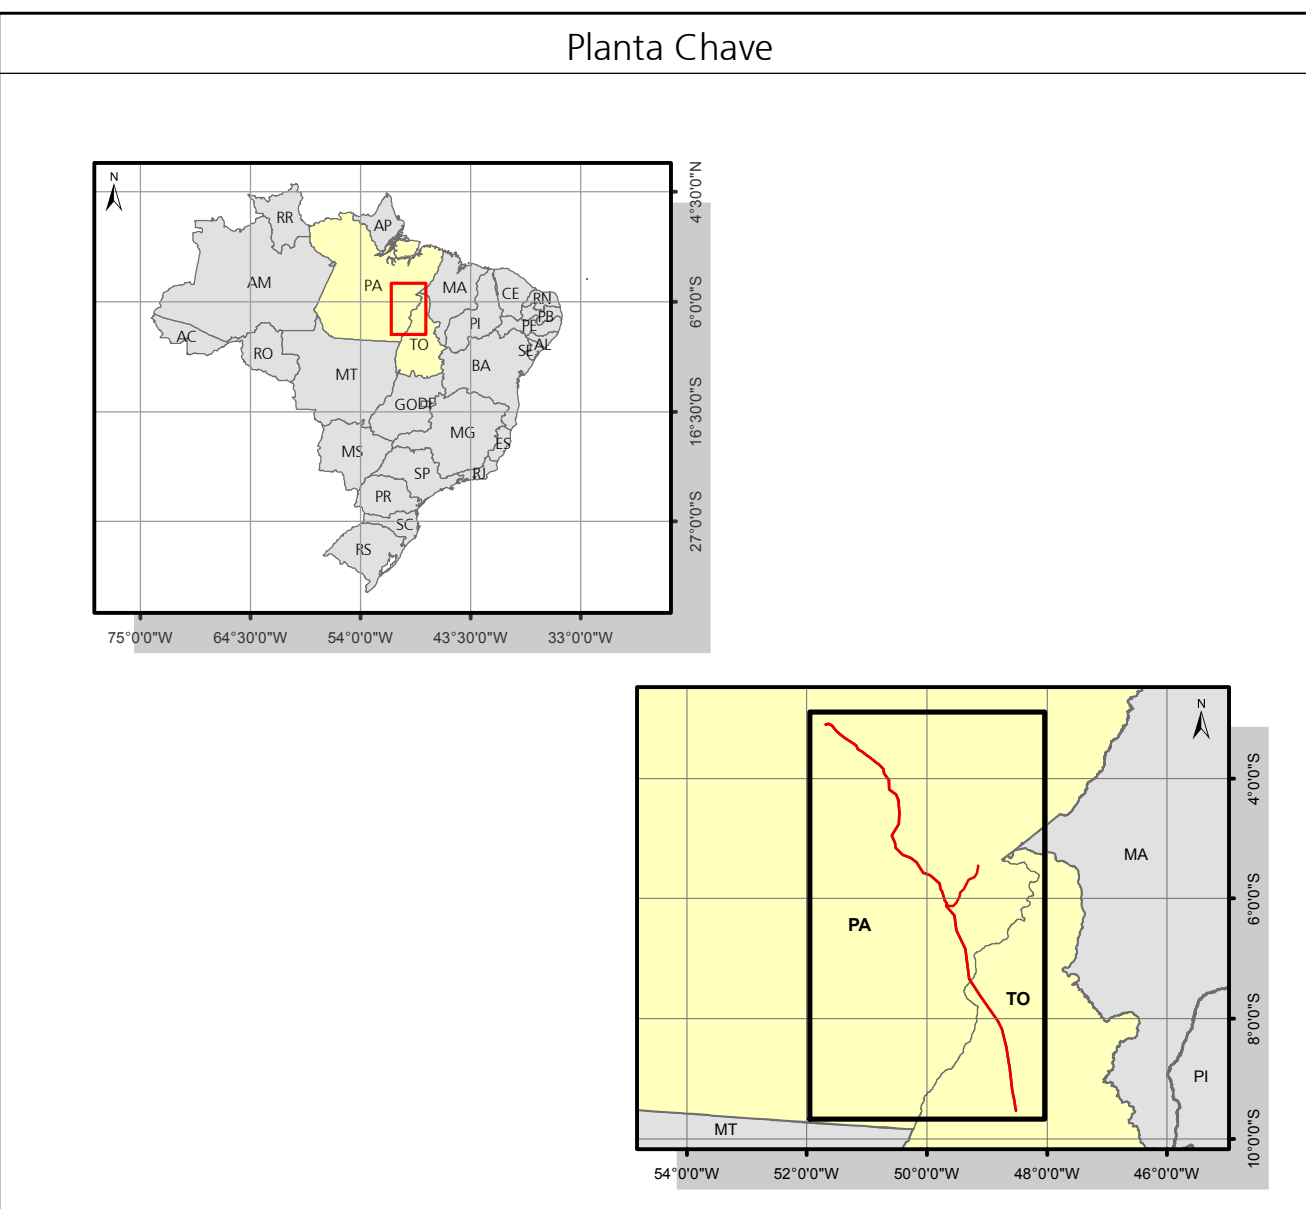 Planta Chave
N
4°30'0"N
RR
AP
AM
PA
MA
CE
RN
6°0'0"S
PB
PI
PE
AC
TO
AL
SE
RO
BA
MT
GO
DF
16°30'0"S
MG
ES
MS
SP
RJ
PR
27°0'0"S
SC
RS
75°0'0"W
64°30'0"W
54°0'0"W
43°30'0"W
33°0'0"W
N
4°0'0"S
MA
6°0'0"S
PA
TO
8°0'0"S
PI
MT
10°0'0"S
54°0'0"W
52°0'0"W
50°0'0"W
48°0'0"W
46°0'0"W